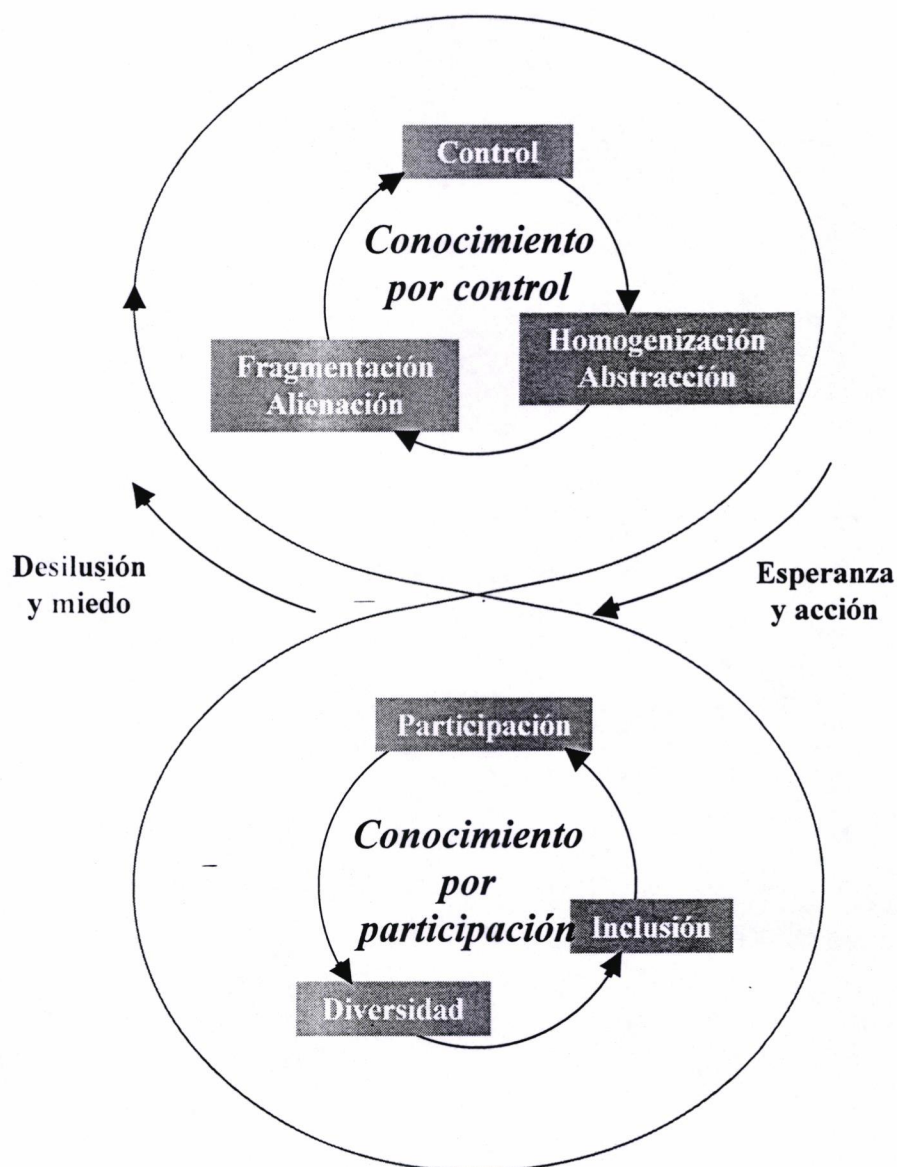 Control
Conocimiento
por control
Homogenización
Abstracción
Fragmentación
Alienación
Desilusión
y miedo
Esperanza
y acción
Participación
Conocimiento
por
participación
Inclusión
Diversidad